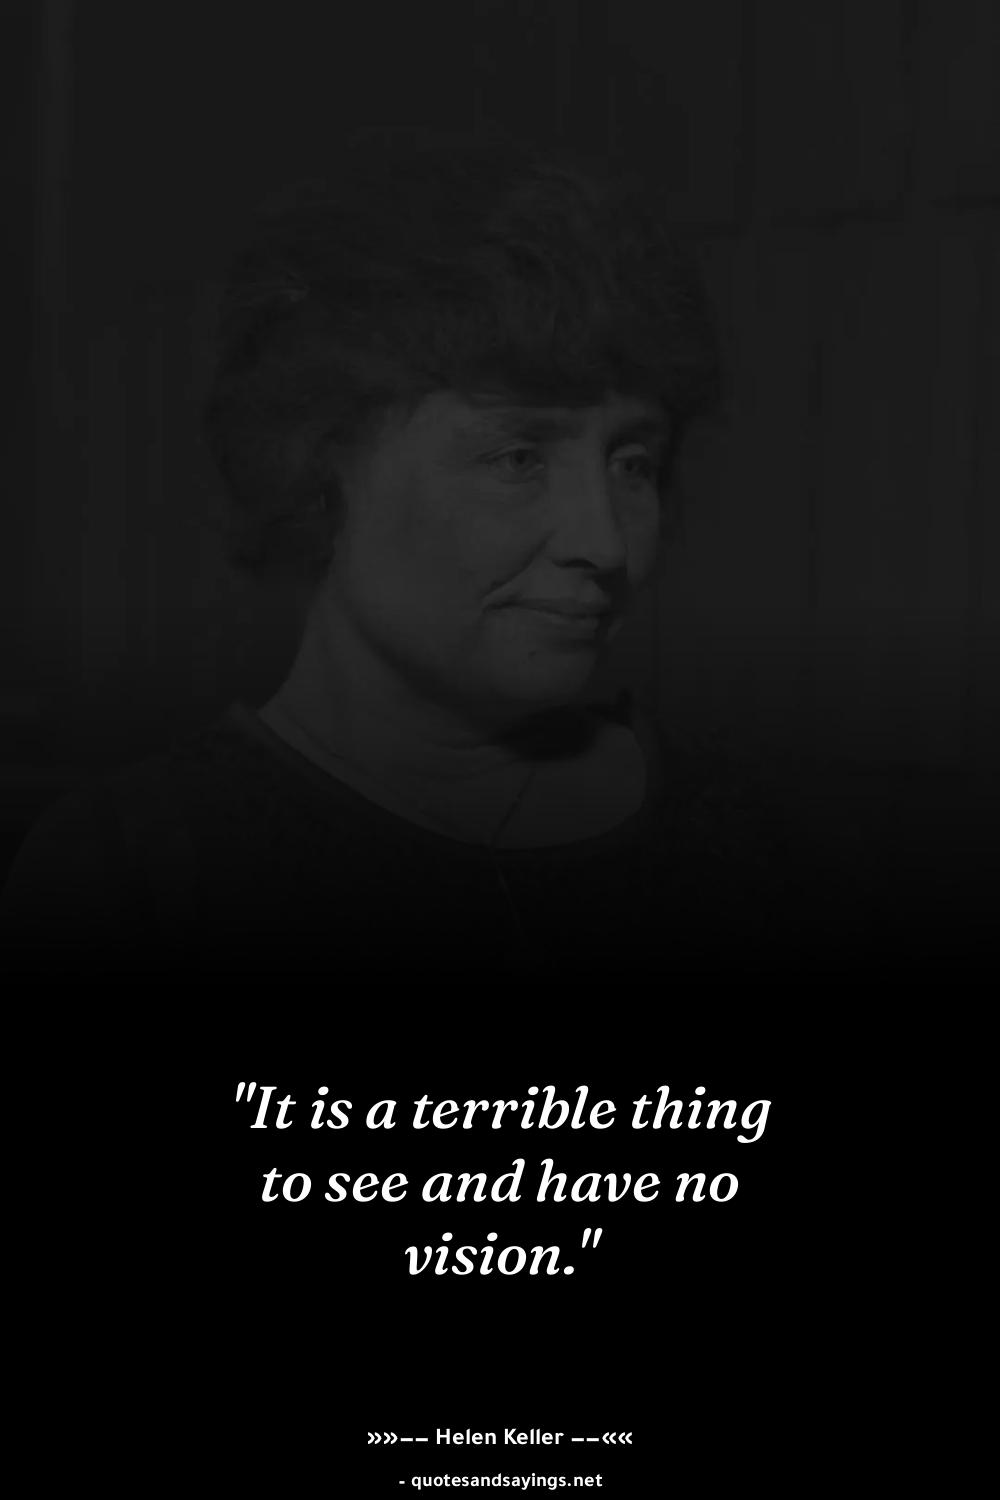 "It is a terrible thing
to see and have no
vision."
»»—— Helen Keller ——««
- quotesandsayings.net